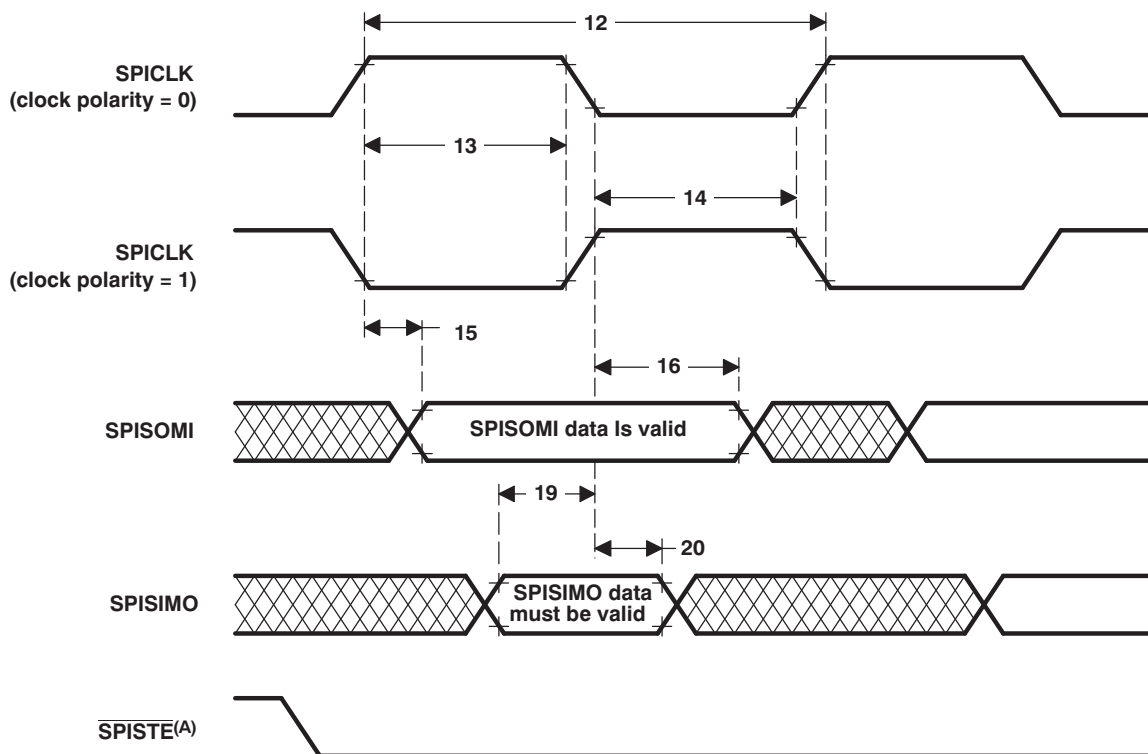 12
SPICLK
(clock polarity = 0)
13
14
SPICLK
(clock polarity = 1)
15
16
SPISOMI
SPISOMI data Is valid
19
20
SPISIMO
SPISIMO data
must be valid
SPISTE(A)